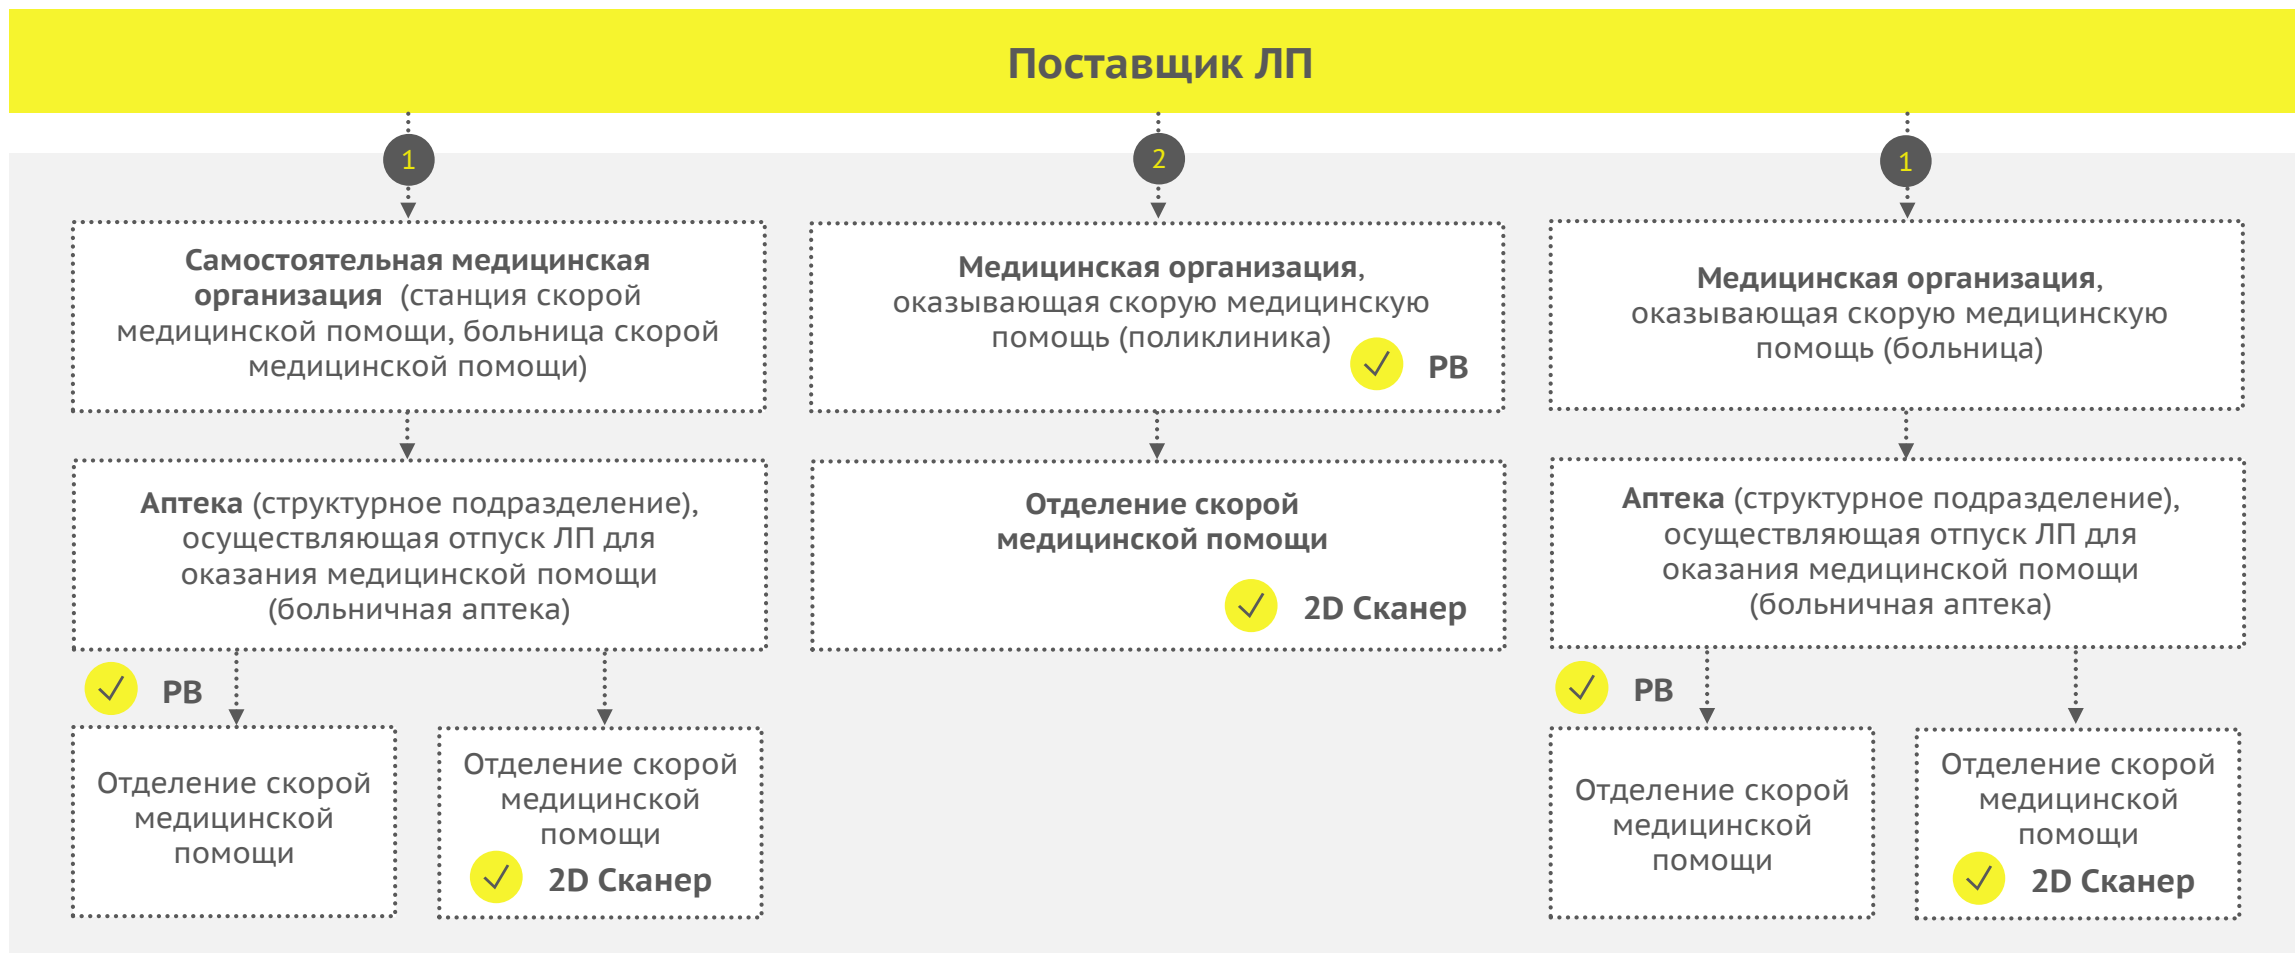 Поставщик ЛП
1
Самостоятельная медицинская
организация (станция скорой
медицинской помощи, больница скорой
медицинской помощи)
Аптека (структурное подразделение),
осуществляющая отпуск ЛП для
оказания медицинской помощи
(больничная аптека)
РВ
Отделение скорой
медицинской
помощи
Отделение скорой
медицинской
помощи
2D Сканер
2
Медицинская организация,
оказывающая скорую медицинскую
помощь (поликлиника)
РВ
Отделение скорой
медицинской помощи
2D Сканер
1
Медицинская организация,
оказывающая скорую медицинскую
помощь (больница)
Аптека (структурное подразделение),
осуществляющая отпуск ЛП для
оказания медицинской помощи
(больничная аптека)
РВ
Отделение скорой
медицинской
помощи
Отделение скорой
медицинской
помощи
2D Сканер